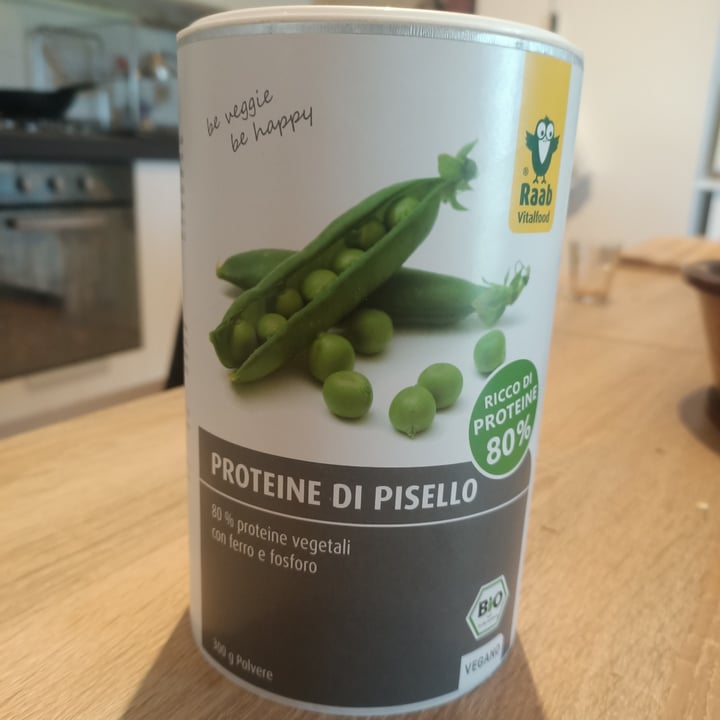 be veggie
be happy
®
Raab
Vitalfood
RICCO DI
PROTEINE
80%
PROTEINE DI PISELLO
80 % proteine vegetali
con ferro e fosforo
BIO
300 g Polvere
VEGANO